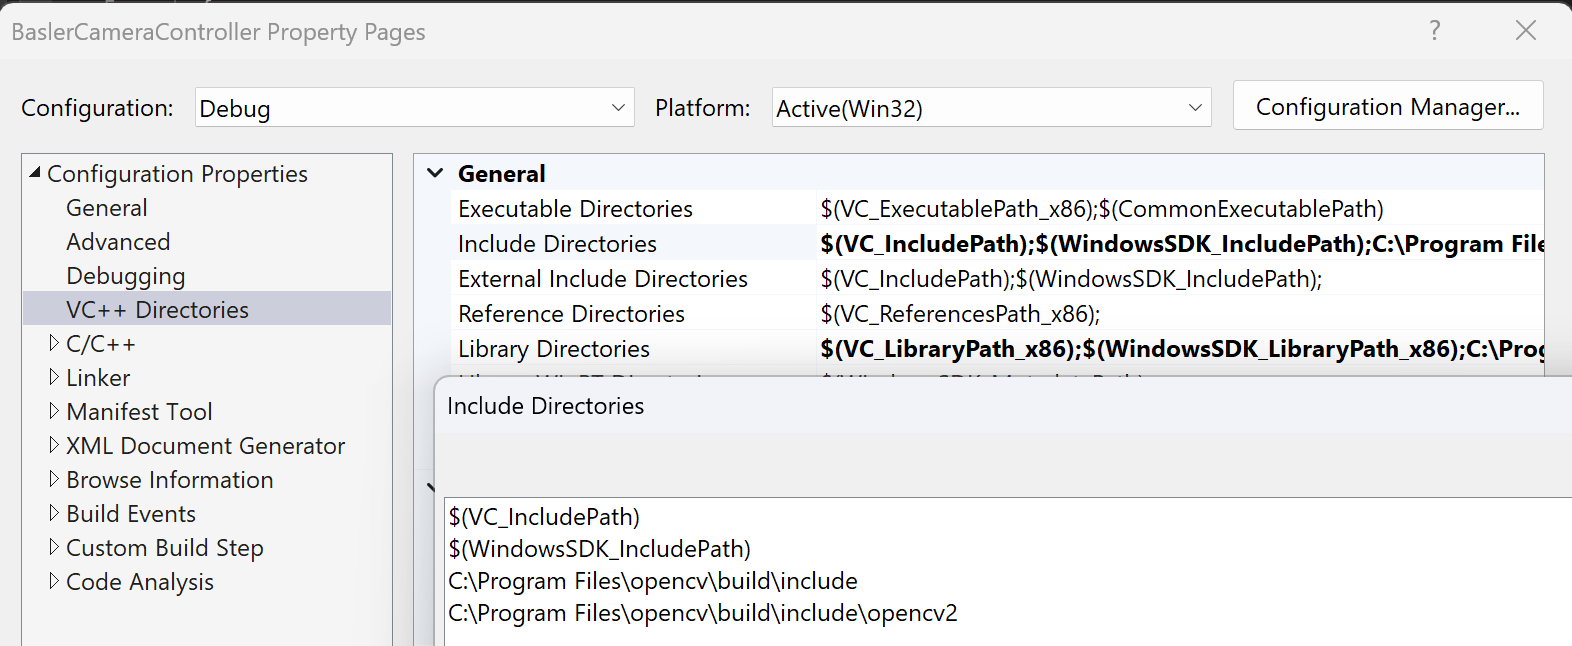 BaslerCameraController Property Pages
?
Configuration: Debug Platform: Active(Win32) Configuration Manager...
Configuration Properties
General
Advanced
Debugging
VC++ Directories
C/C++
Linker
Manifest Tool
XML Document Generator
Browse Information
Build Events
Custom Build Step
Code Analysis
General
Executable Directories $(VC_ExecutablePath_x86);$(CommonExecutablePath)
Include Directories $(VC_IncludePath);$(WindowsSDK_IncludePath);C:\Program File
External Include Directories $(VC_IncludePath);$(WindowsSDK_IncludePath);
Reference Directories $(VC_ReferencesPath_x86);
Library Directories $(VC_LibraryPath_x86);$(WindowsSDK_LibraryPath_x86);C:\Prog
Include Directories
$(VC_IncludePath)
$(WindowsSDK_IncludePath)
C:\Program Files\opencv\build\include
C:\Program Files\opencv\build\include\opencv2